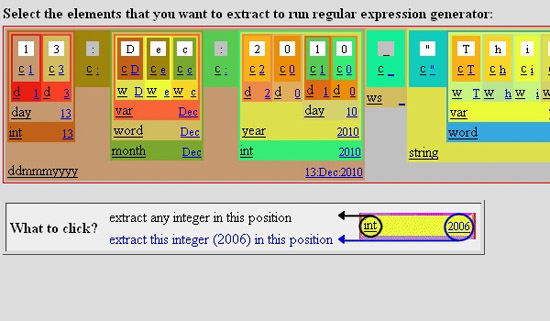 Select the elements that you want to extract to run regular expression generator:
1 3 : D e c : 2 0 1 0 _ " T h i
c 1 c 3 c : c D c e c c c : c 2 c 0 c 1 c 0 c _ c " c T c h c i c
d 1 d 3 w D w e w c d 2 d 0 d 1 d 0 ws _ w T w h w i w
day 13 var Dec day 10 var
int 13 word Dec year 2010 word
month Dec int 2010 string
ddmmmyyyy 13:Dec:2010
extract any integer in this position
What to click? int 2006
extract this integer (2006) in this position